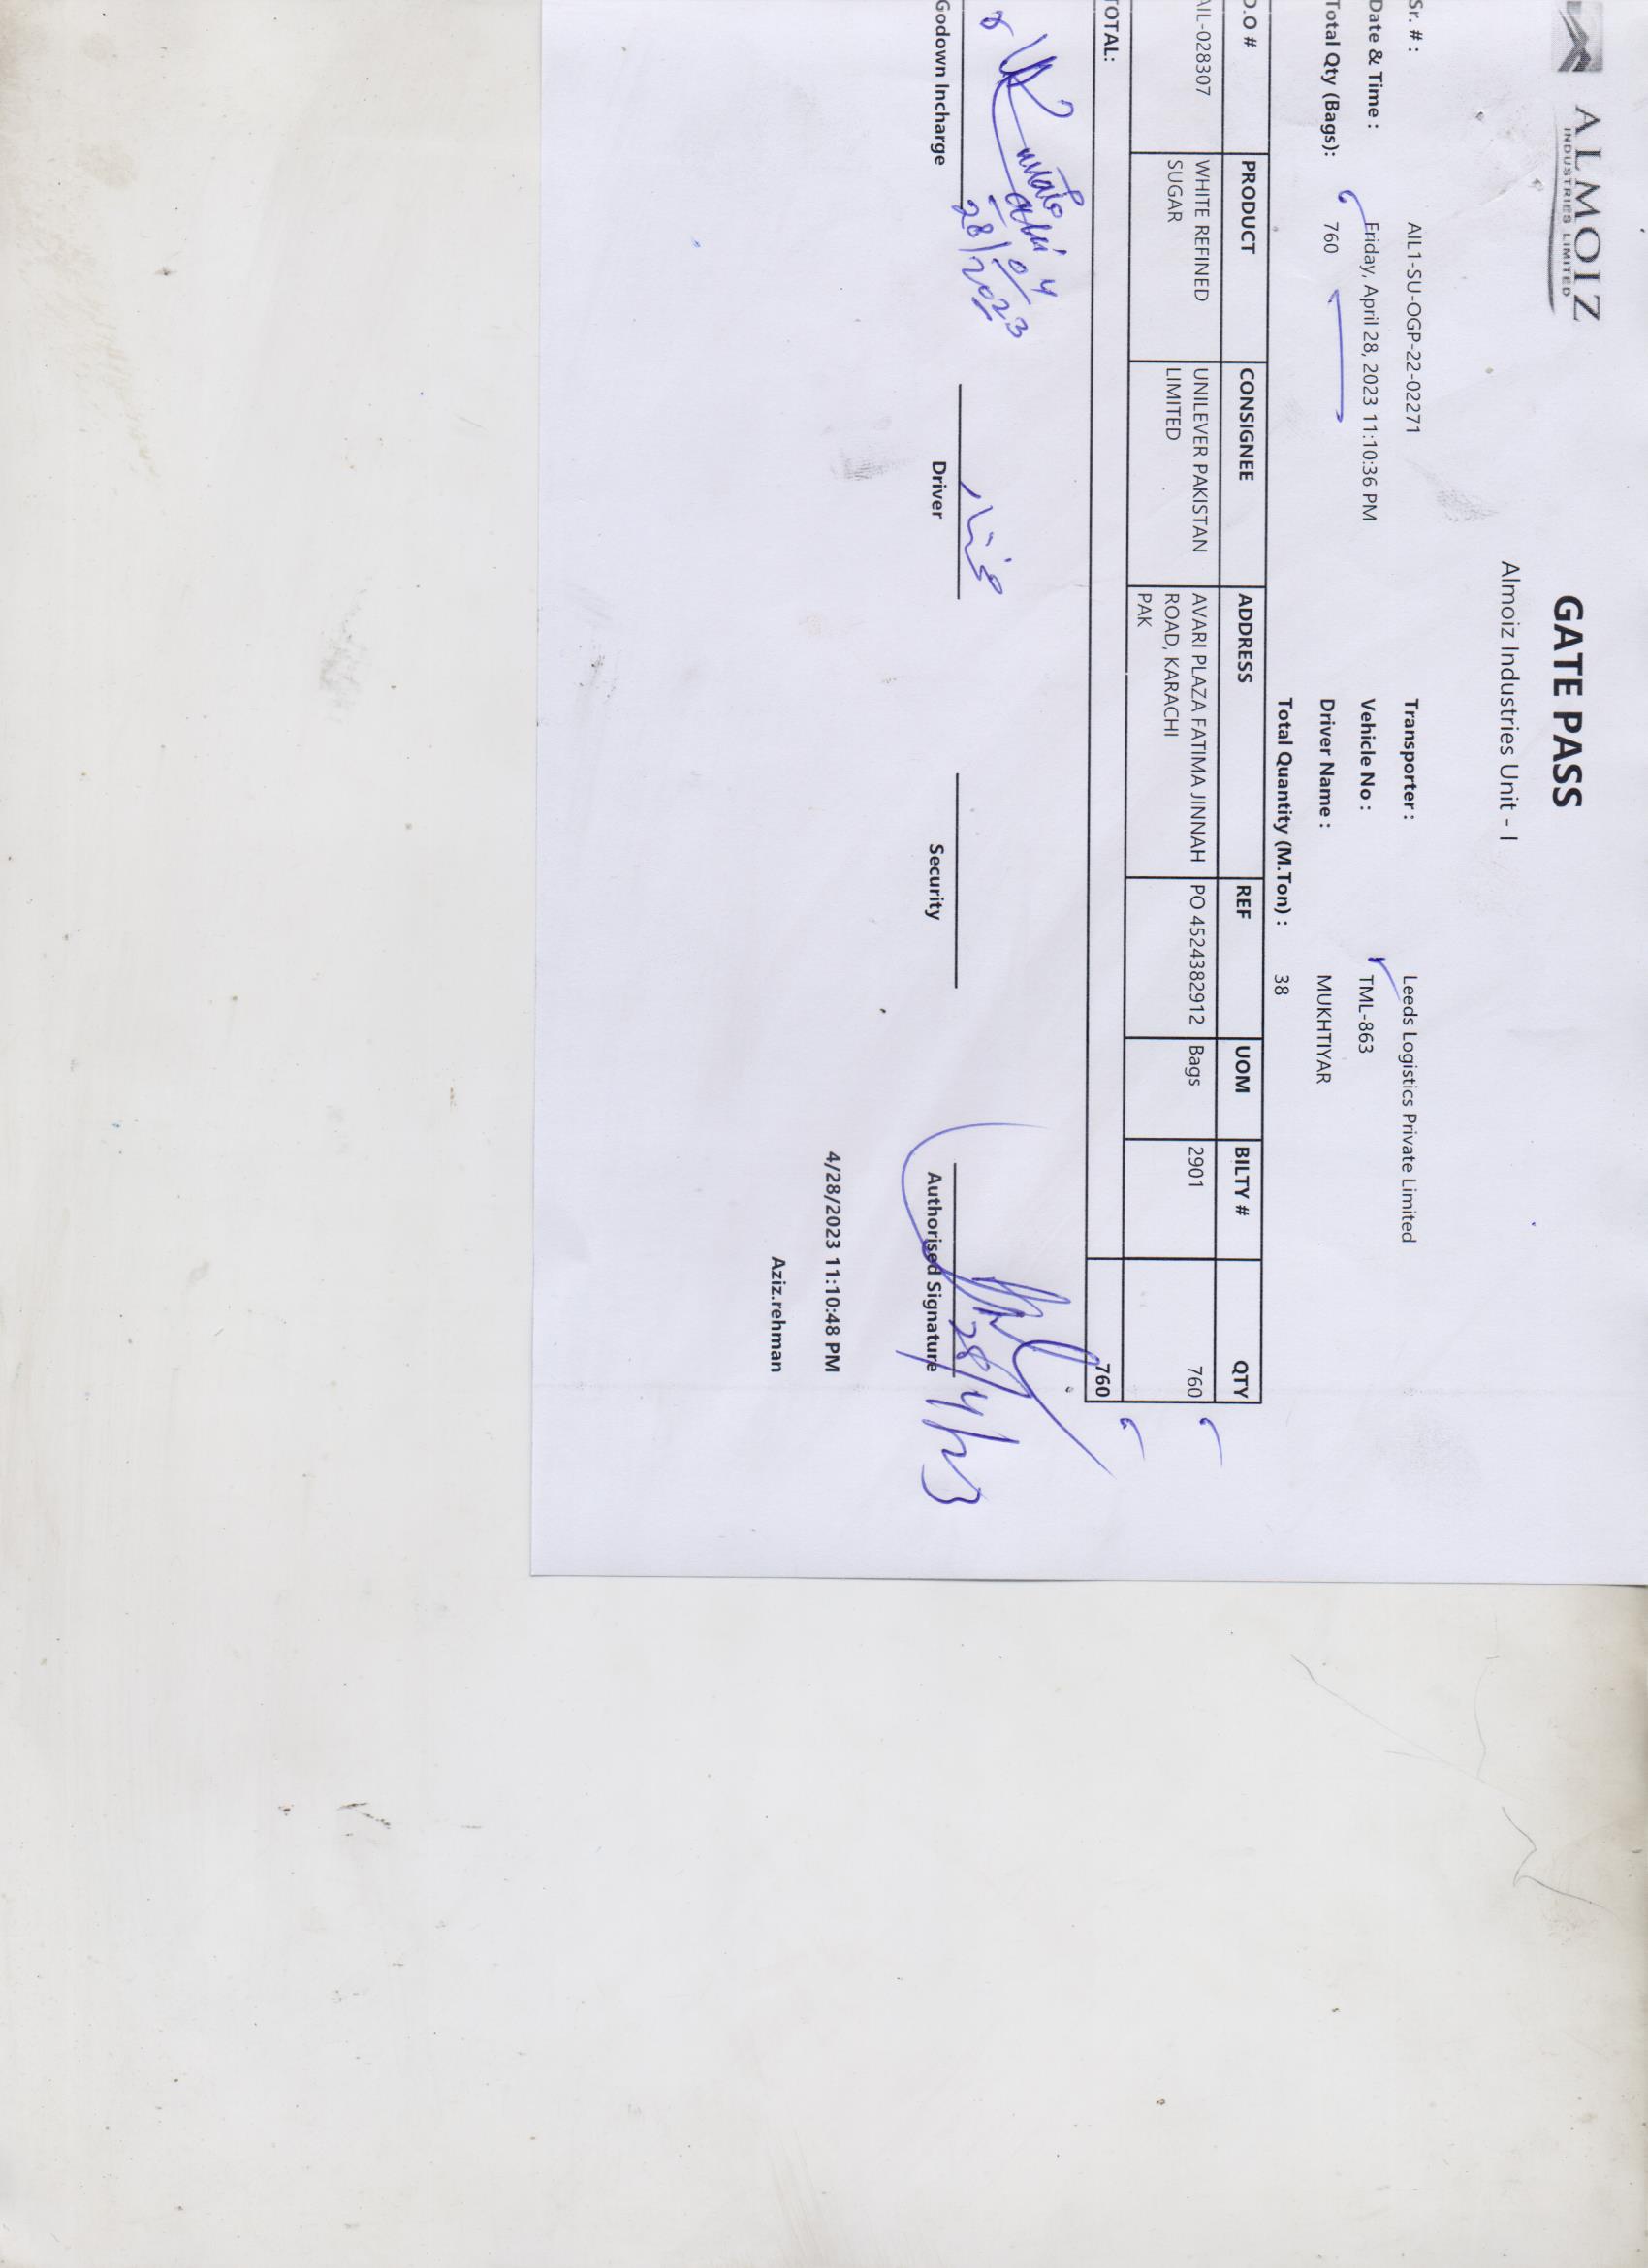 ALMOIZ
INDUSTRIES LIMITED
GATE PASS
Almoiz Industries Unit - I
Sr. # : AIL1-SU-OGP-22-02271 Transporter : Leeds Logistics Private Limited
Date & Time : Friday, April 28, 2023 11:10:36 PM Vehicle No : TML-863
Total Qty (Bags): 760 Driver Name : MUKHTIYAR
Total Quantity (M.Ton) : 38
D.O # PRODUCT CONSIGNEE ADDRESS REF UOM BILTY # QTY
AIL-028307 WHITE REFINED UNILEVER PAKISTAN AVARI PLAZA FATIMA JINNAH PO 4524382912 Bags 2901 760
SUGAR LIMITED ROAD, KARACHI
PAK
TOTAL: 760
28/04/2023
مختیار
28/4/23
Godown Incharge Driver Security Authorised Signature
4/28/2023 11:10:48 PM
Aziz.rehman